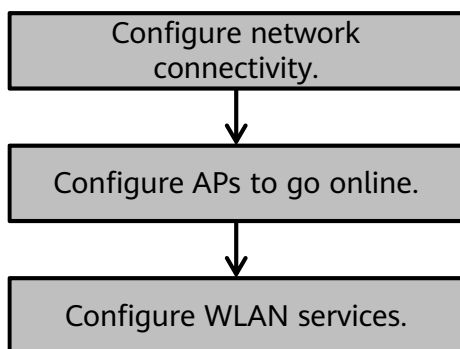 Configure network
connectivity.
Configure APs to go online.
Configure WLAN services.